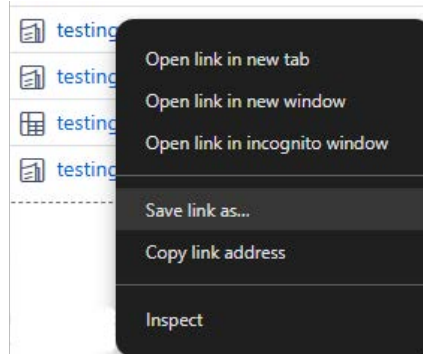 testing
testing
testing
testing
Open link in new tab
Open link in new window
Open link in incognito window
Save link as...
Copy link address
Inspect